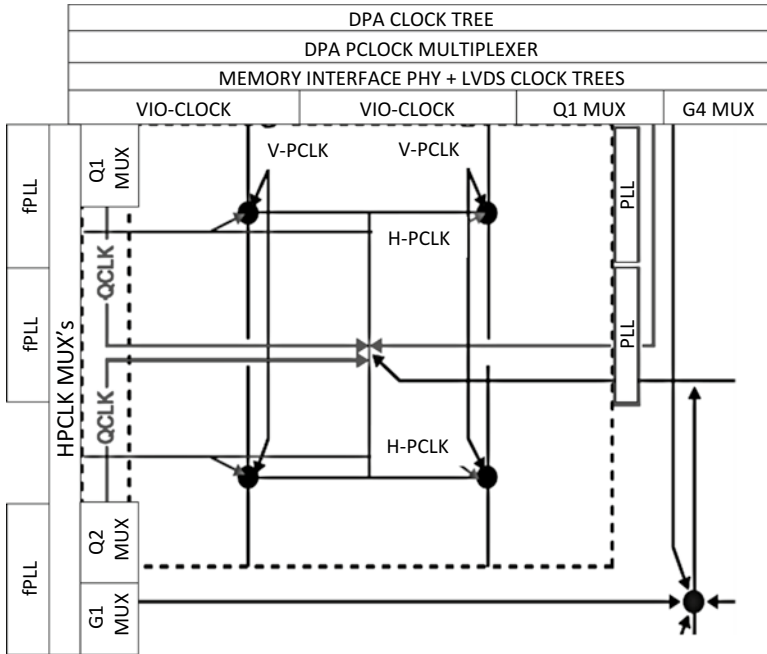 DPA CLOCK TREE
DPA PCLOCK MULTIPLEXER
MEMORY INTERFACE PHY + LVDS CLOCK TREES
VIO-CLOCK
VIO-CLOCK
Q1 MUX
G4 MUX
fPLL
Q1
MUX
V-PCLK
V-PCLK
PLL
H-PCLK
QCLK
fPLL
HPCLK MUX's
PLL
QCLK
H-PCLK
fPLL
Q2
MUX
G1
MUX